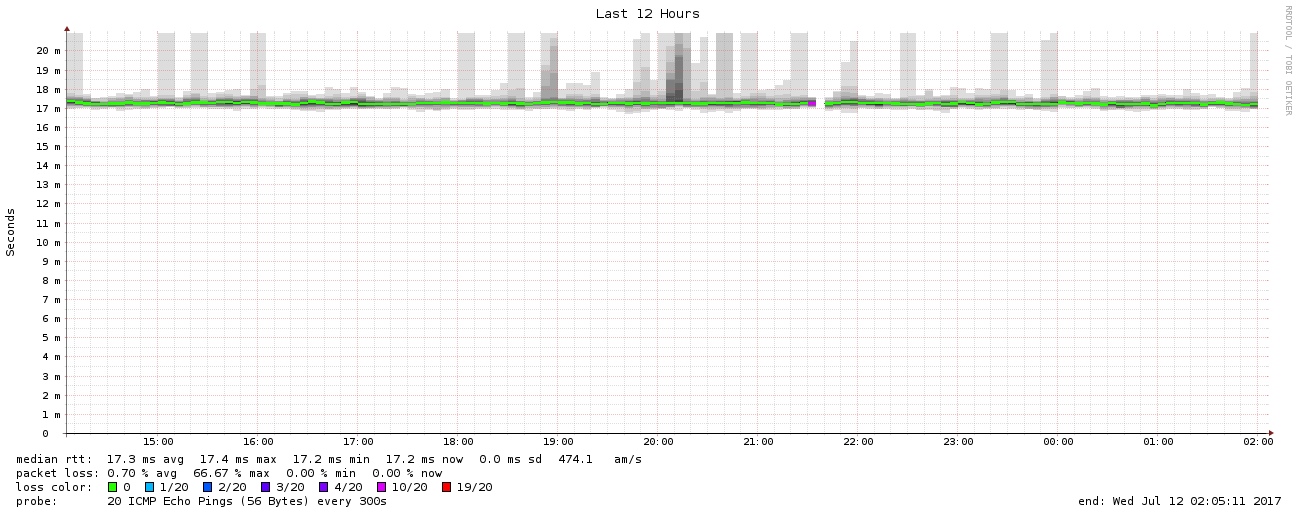 Last 12 Hours
RRDTOOL / TOBI OETIKER
20 m
19 m
18 m
17 m
16 m
15 m
14 m
13 m
12 m
11 m
10 m
9 m
8 m
7 m
6 m
5 m
4 m
3 m
2 m
1 m
0
Seconds
15:00 16:00 17:00 18:00 19:00 20:00 21:00 22:00 23:00 00:00 01:00 02:00
median rtt: 17.3 ms avg 17.4 ms max 17.2 ms min 17.2 ms now 0.0 ms sd 474.1 am/s
packet loss: 0.70 % avg 66.67 % max 0.00 % min 0.00 % now
loss color: 0 1/20 2/20 3/20 4/20 10/20 19/20
probe: 20 ICMP Echo Pings (56 Bytes) every 300s end: Wed Jul 12 02:05:11 2017